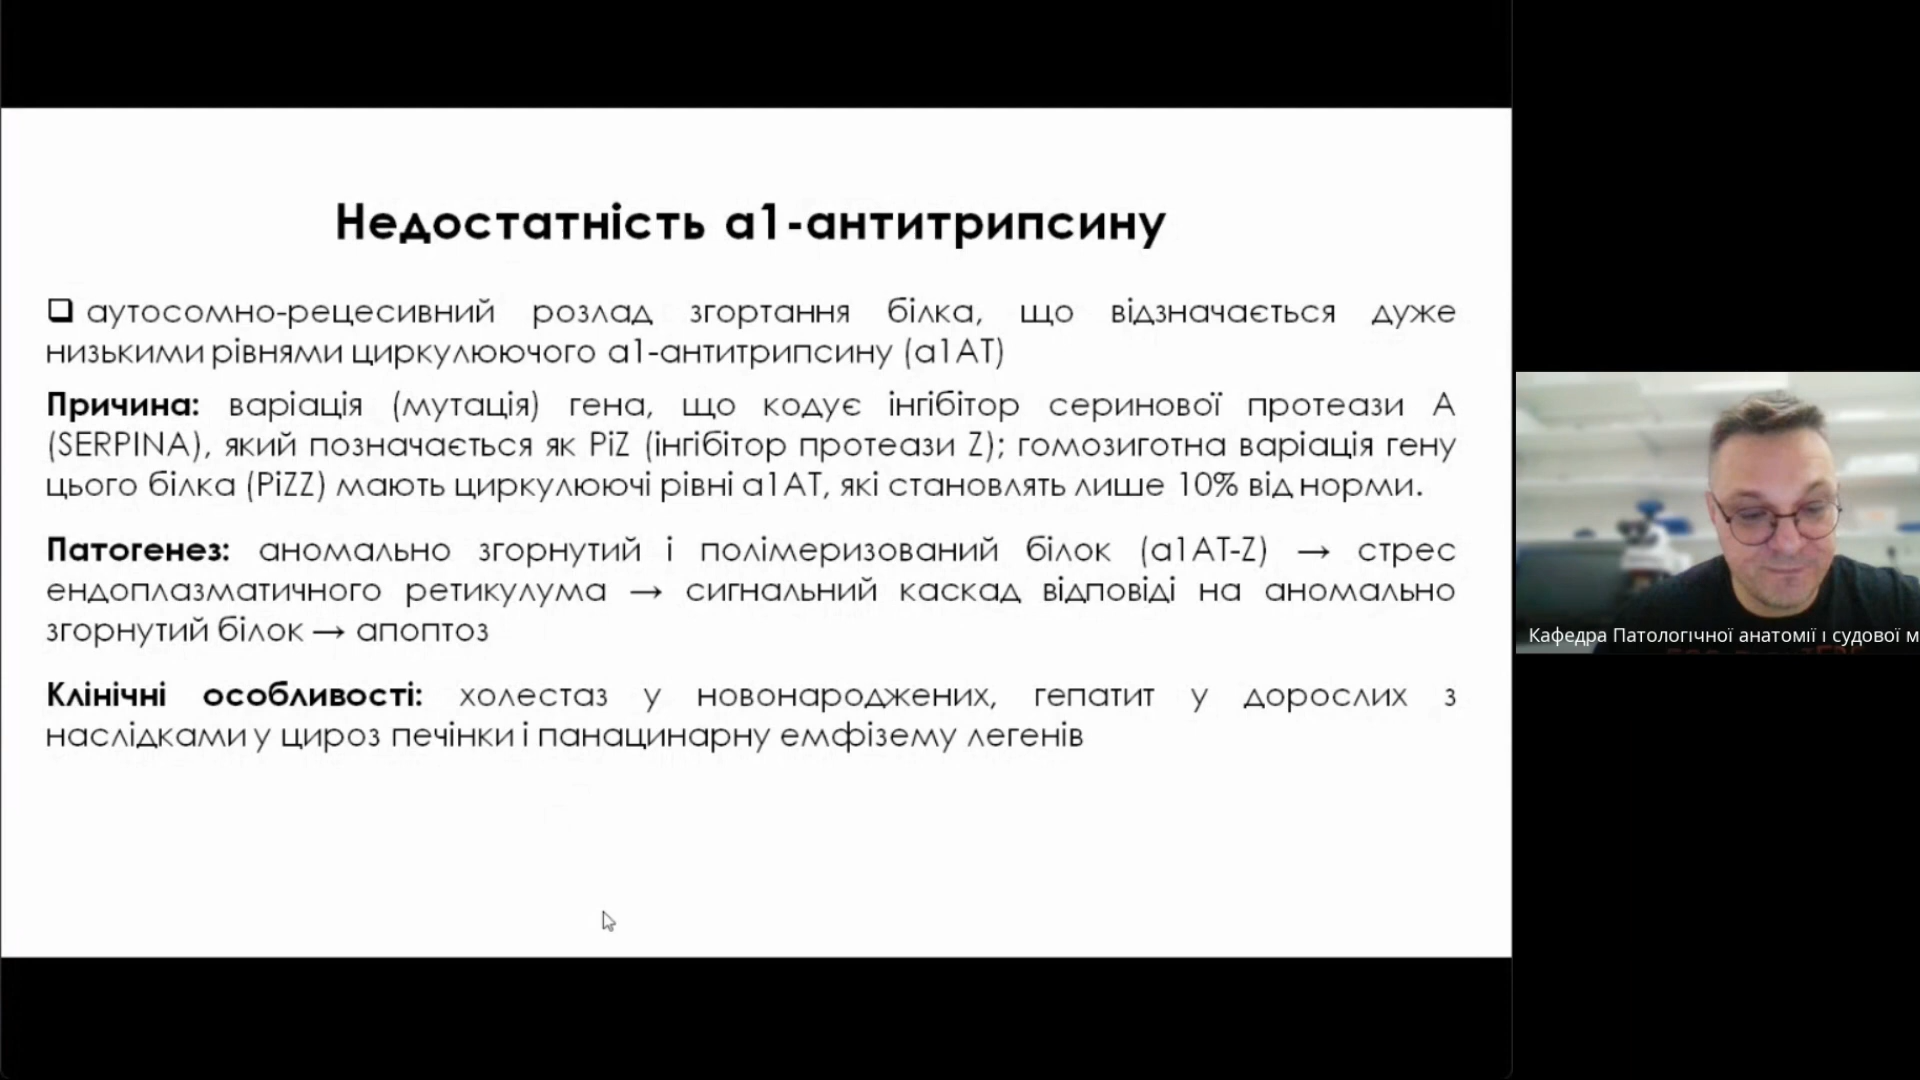 Недостатність а1-антитрипсину
аутосомно-рецесивний розлад згортання білка, що відзначається дуже
низькими рівнями циркулюючого а1-антитрипсину (а1АТ)
Причина: варіація (мутація) гена, що кодує інгібітор серинової протеази А
(SERPINA), який позначається як PiZ (інгібітор протеази Z); гомозиготна варіація гену
цього білка (PiZZ) мають циркулюючі рівні а1АТ, які становлять лише 10% від норми.
Патогенез: аномально згорнутий і полімеризований білок (а1АТ-Z) → стрес
ендоплазматичного ретикулума → сигнальний каскад відповіді на аномально
згорнутий білок → апоптоз
Клінічні особливості: холестаз у новонароджених, гепатит у дорослих з
наслідками у цироз печінки і панацинарну емфізему легенів
Кафедра Патологічної анатомії і судової м